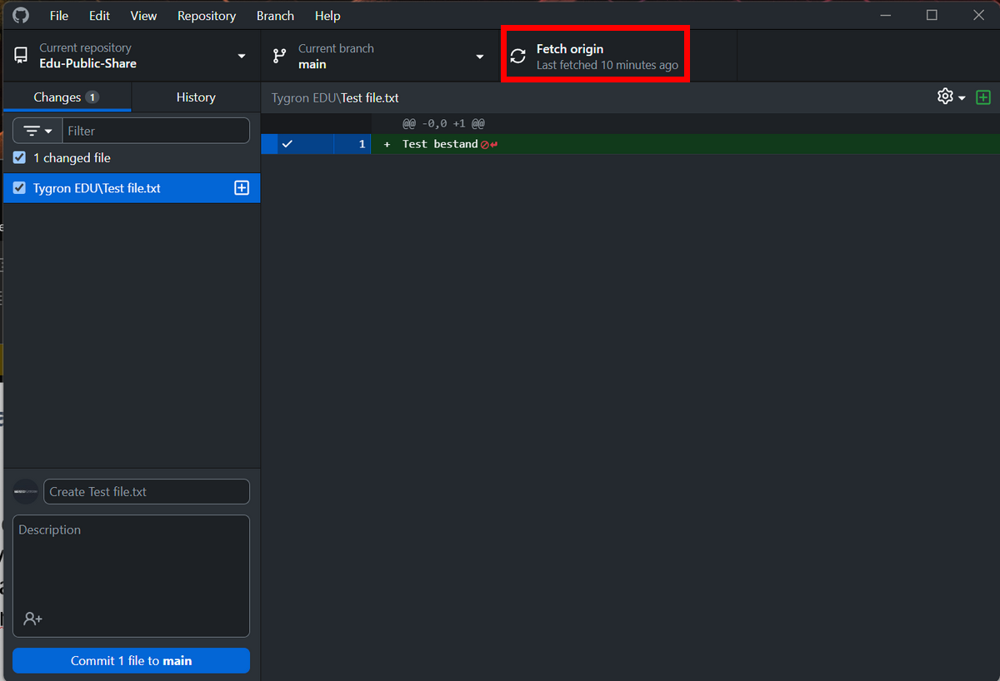 File Edit View Repository Branch Help
Current repository
Edu-Public-Share
Current branch
main
Fetch origin
Last fetched 10 minutes ago
Changes 1
History
Tygron EDU\Test file.txt
Filter
@@ -0,0 +1 @@
1 + Test bestand
1 changed file
Tygron EDU\Test file.txt
Create Test file.txt
Description
Commit 1 file to main